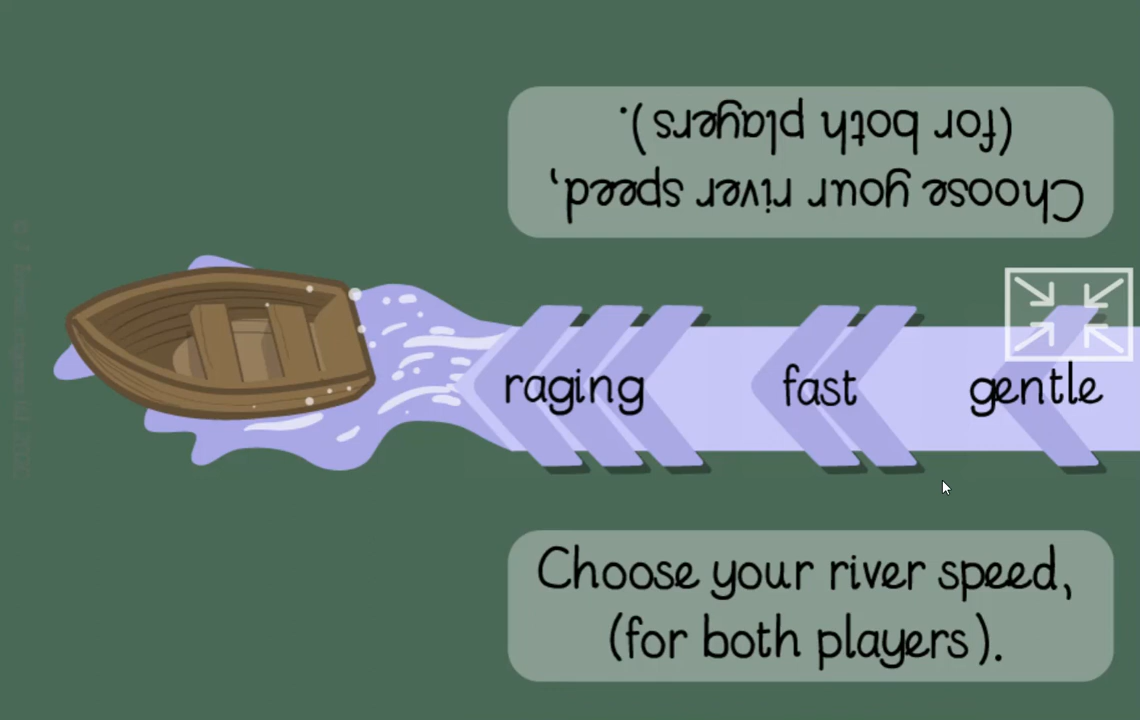 (for both players).
Choose your river speed,
raging
fast
gentle
Choose your river speed,
(for both players).